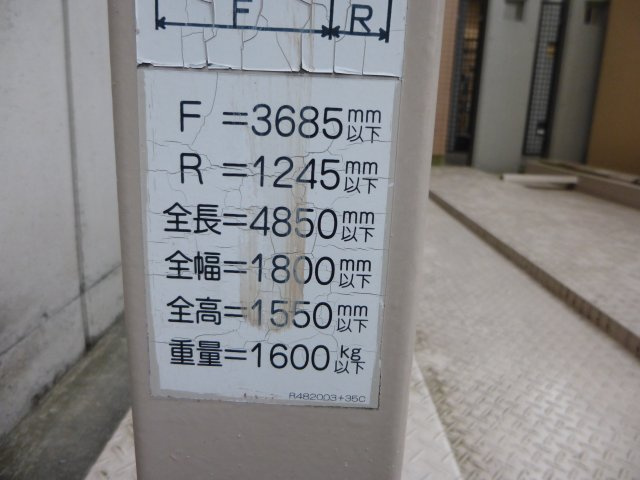 F R
F =3685mm以下
R =1245mm以下
全長=4850mm以下
全幅=1800mm以下
全高=1550mm以下
重量=1600kg以下
R482003+350